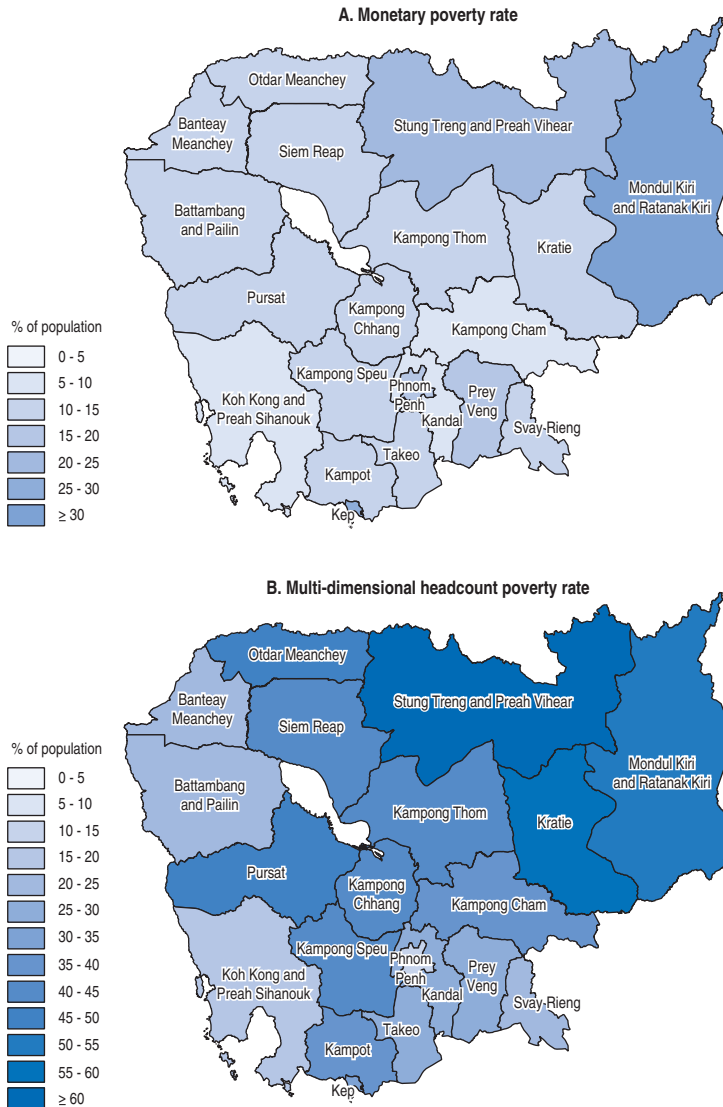 A. Monetary poverty rate
Otdar Meanchey
Banteay
Meanchey
Siem Reap
Stung Treng and Preah Vihear
Mondul Kiri
and Ratanak Kiri
Battambang
and Pailin
Kampong Thom
Kratie
Pursat
Kampong
Chhang
Kampong Cham
Kampong Speu
Phnom
Penh
Prey
Veng
Koh Kong and
Preah Sihanouk
Kandal
Svay-Rieng
Takeo
Kampot
Kep
% of population
0 - 5
5 - 10
10 - 15
15 - 20
20 - 25
25 - 30
≥ 30
B. Multi-dimensional headcount poverty rate
Otdar Meanchey
Banteay
Meanchey
Siem Reap
Stung Treng and Preah Vihear
Mondul Kiri
and Ratanak Kiri
Battambang
and Pailin
Kampong Thom
Kratie
Pursat
Kampong
Chhang
Kampong Cham
Kampong Speu
Phnom
Penh
Prey
Veng
Koh Kong and
Preah Sihanouk
Kandal
Svay-Rieng
Takeo
Kampot
Kep
% of population
0 - 5
5 - 10
10 - 15
15 - 20
20 - 25
25 - 30
30 - 35
35 - 40
40 - 45
45 - 50
50 - 55
55 - 60
≥ 60